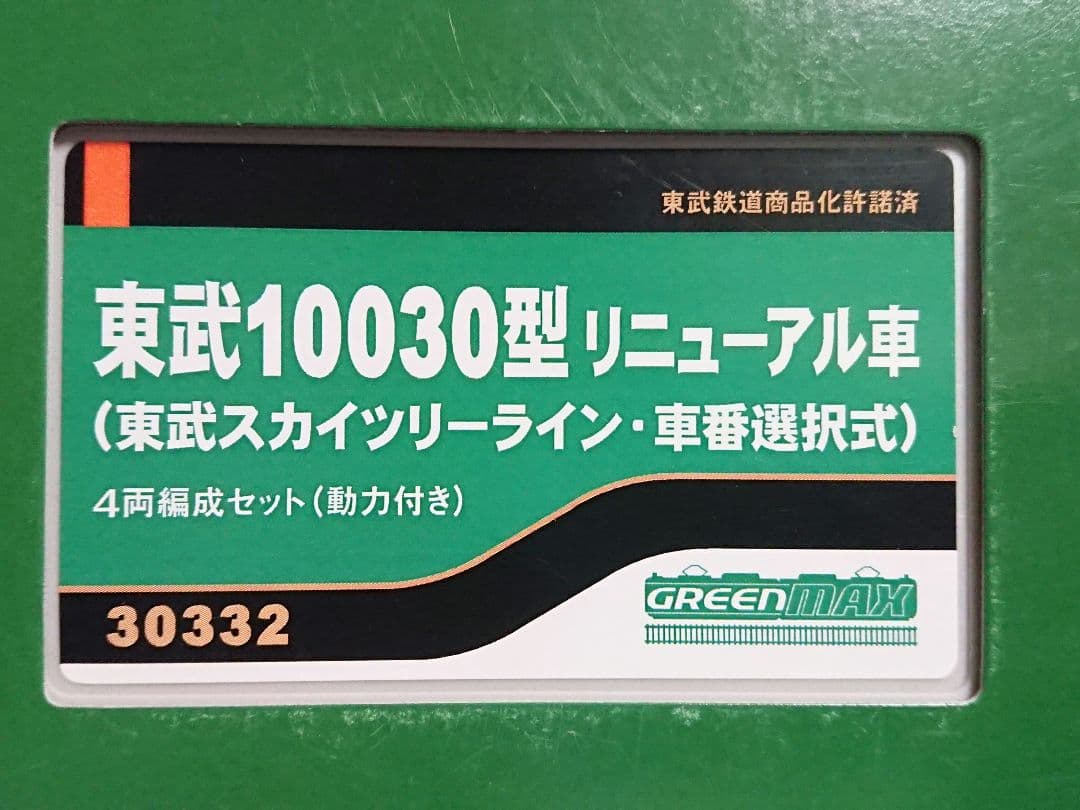 東武鉄道商品化許諾済
東武10030型 リニューアル車
(東武スカイツリーライン・車番選択式)
4両編成セット(動力付き)
30332
GREENMAX